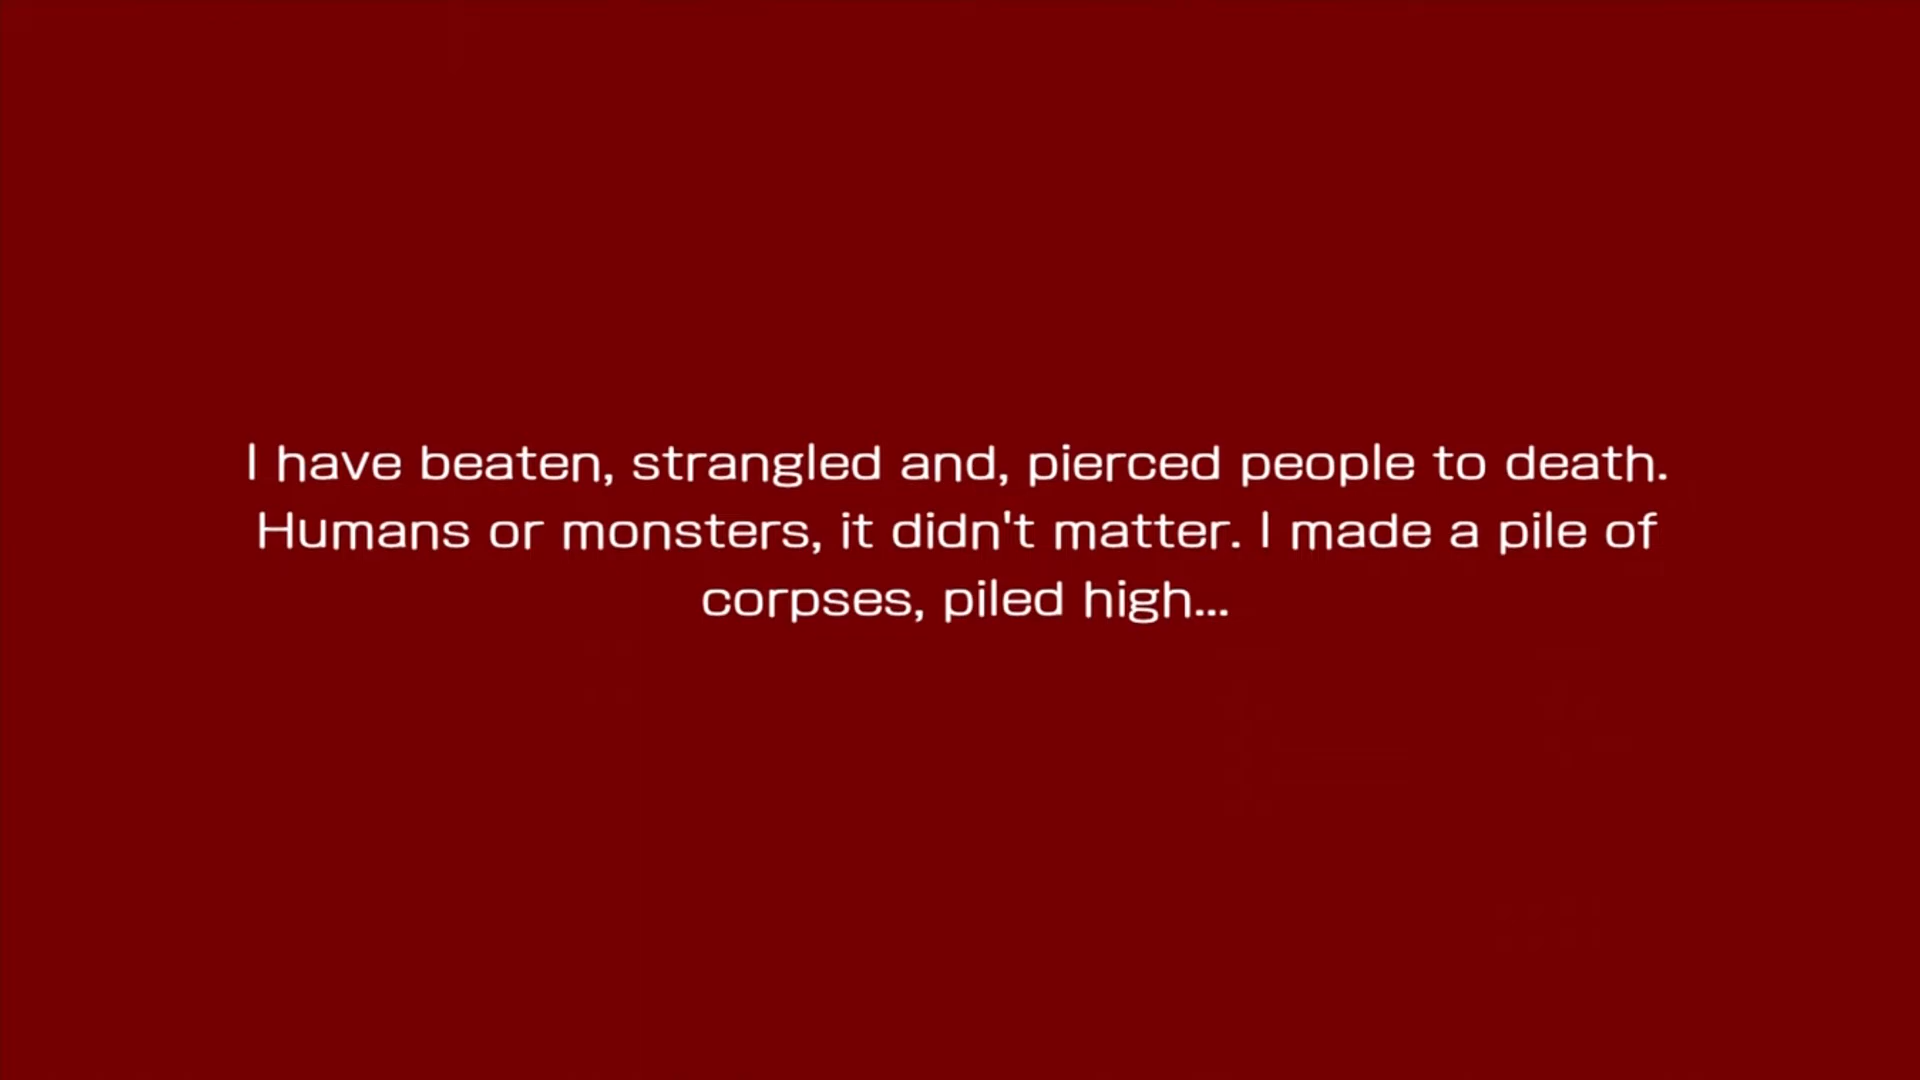 I have beaten, strangled and, pierced people to death.
Humans or monsters, it didn't matter. I made a pile of
corpses, piled high...